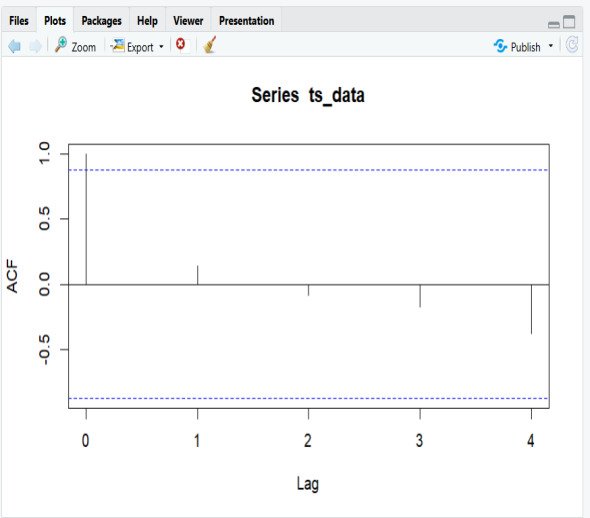 Files Plots Packages Help Viewer Presentation
Zoom Export Publish
Series ts_data
1.0
0.5
0.0
-0.5
ACF
0 1 2 3 4
Lag